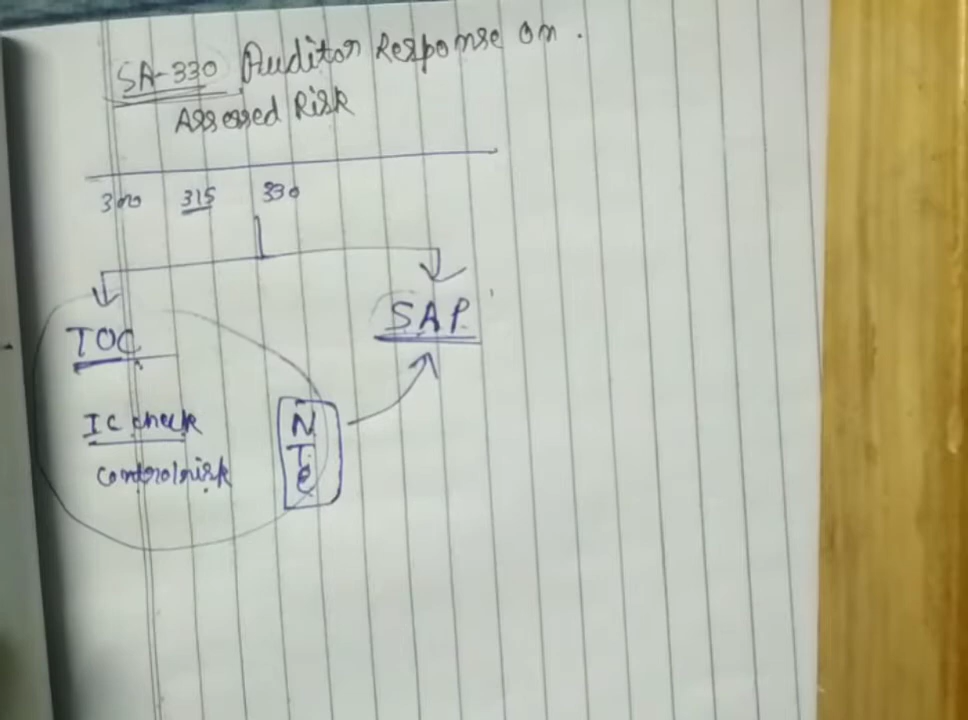 SA-330 Auditor Response on.
Assessed Risk
300 315 330
TOC
SAP
IC check
control risk
N
T
E